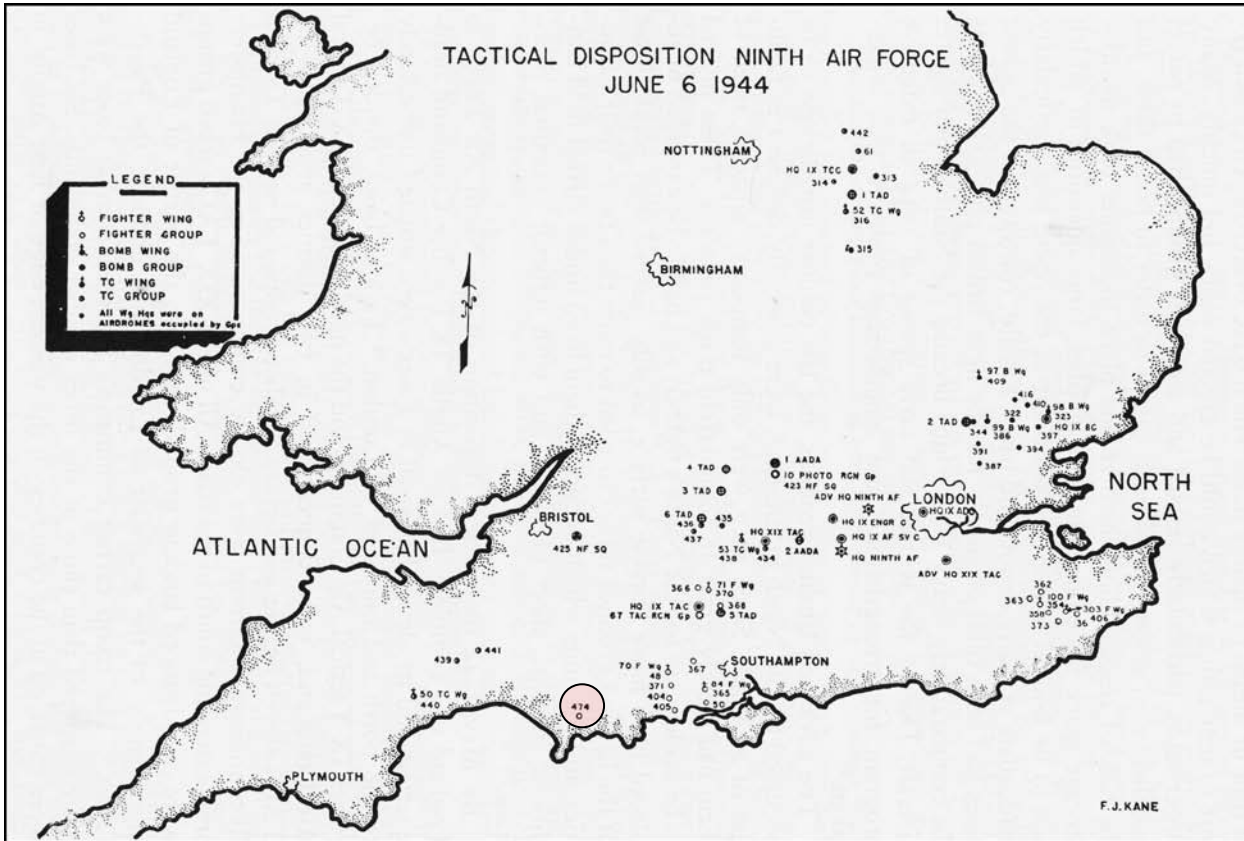 TACTICAL DISPOSITION NINTH AIR FORCE
JUNE 6 1944
LEGEND
FIGHTER WING
FIGHTER GROUP
BOMB WING
BOMB GROUP
TC WING
TC GROUP
All Wg Hqs were on
AIRDROMES occupied by Gps
NOTTINGHAM
442
61
HQ IX TCC
314
313
1 TAD
52 TC Wg
316
315
BIRMINGHAM
N
97 B Wg
409
416
410
98 B Wg
323
HQ IX BC
397
322
2 TAD
344
99 B Wg
386
391
394
387
1 AADA
10 PHOTO RCN Gp
423 NF SQ
4 TAD
3 TAD
6 TAD
436
435
437
ADV HQ NINTH AF
LONDON
HQ IX ADC
HQ IX ENGR C
NORTH
SEA
BRISTOL
425 NF SQ
ATLANTIC OCEAN
HQ XIX TAC
53 TC Wg
438
434
2 AADA
HQ IX AF SV C
HQ NINTH AF
ADV HQ XIX TAC
366
71 F Wg
370
HQ IX TAC
67 TAC RCN Gp
368
5 TAD
362
363
100 F Wg
354
358
303 F Wg
406
36
373
441
439
70 F Wg
48
367
SOUTHAMPTON
371
84 F Wg
365
404
405
50
50 TC Wg
440
474
PLYMOUTH
F.J.KANE